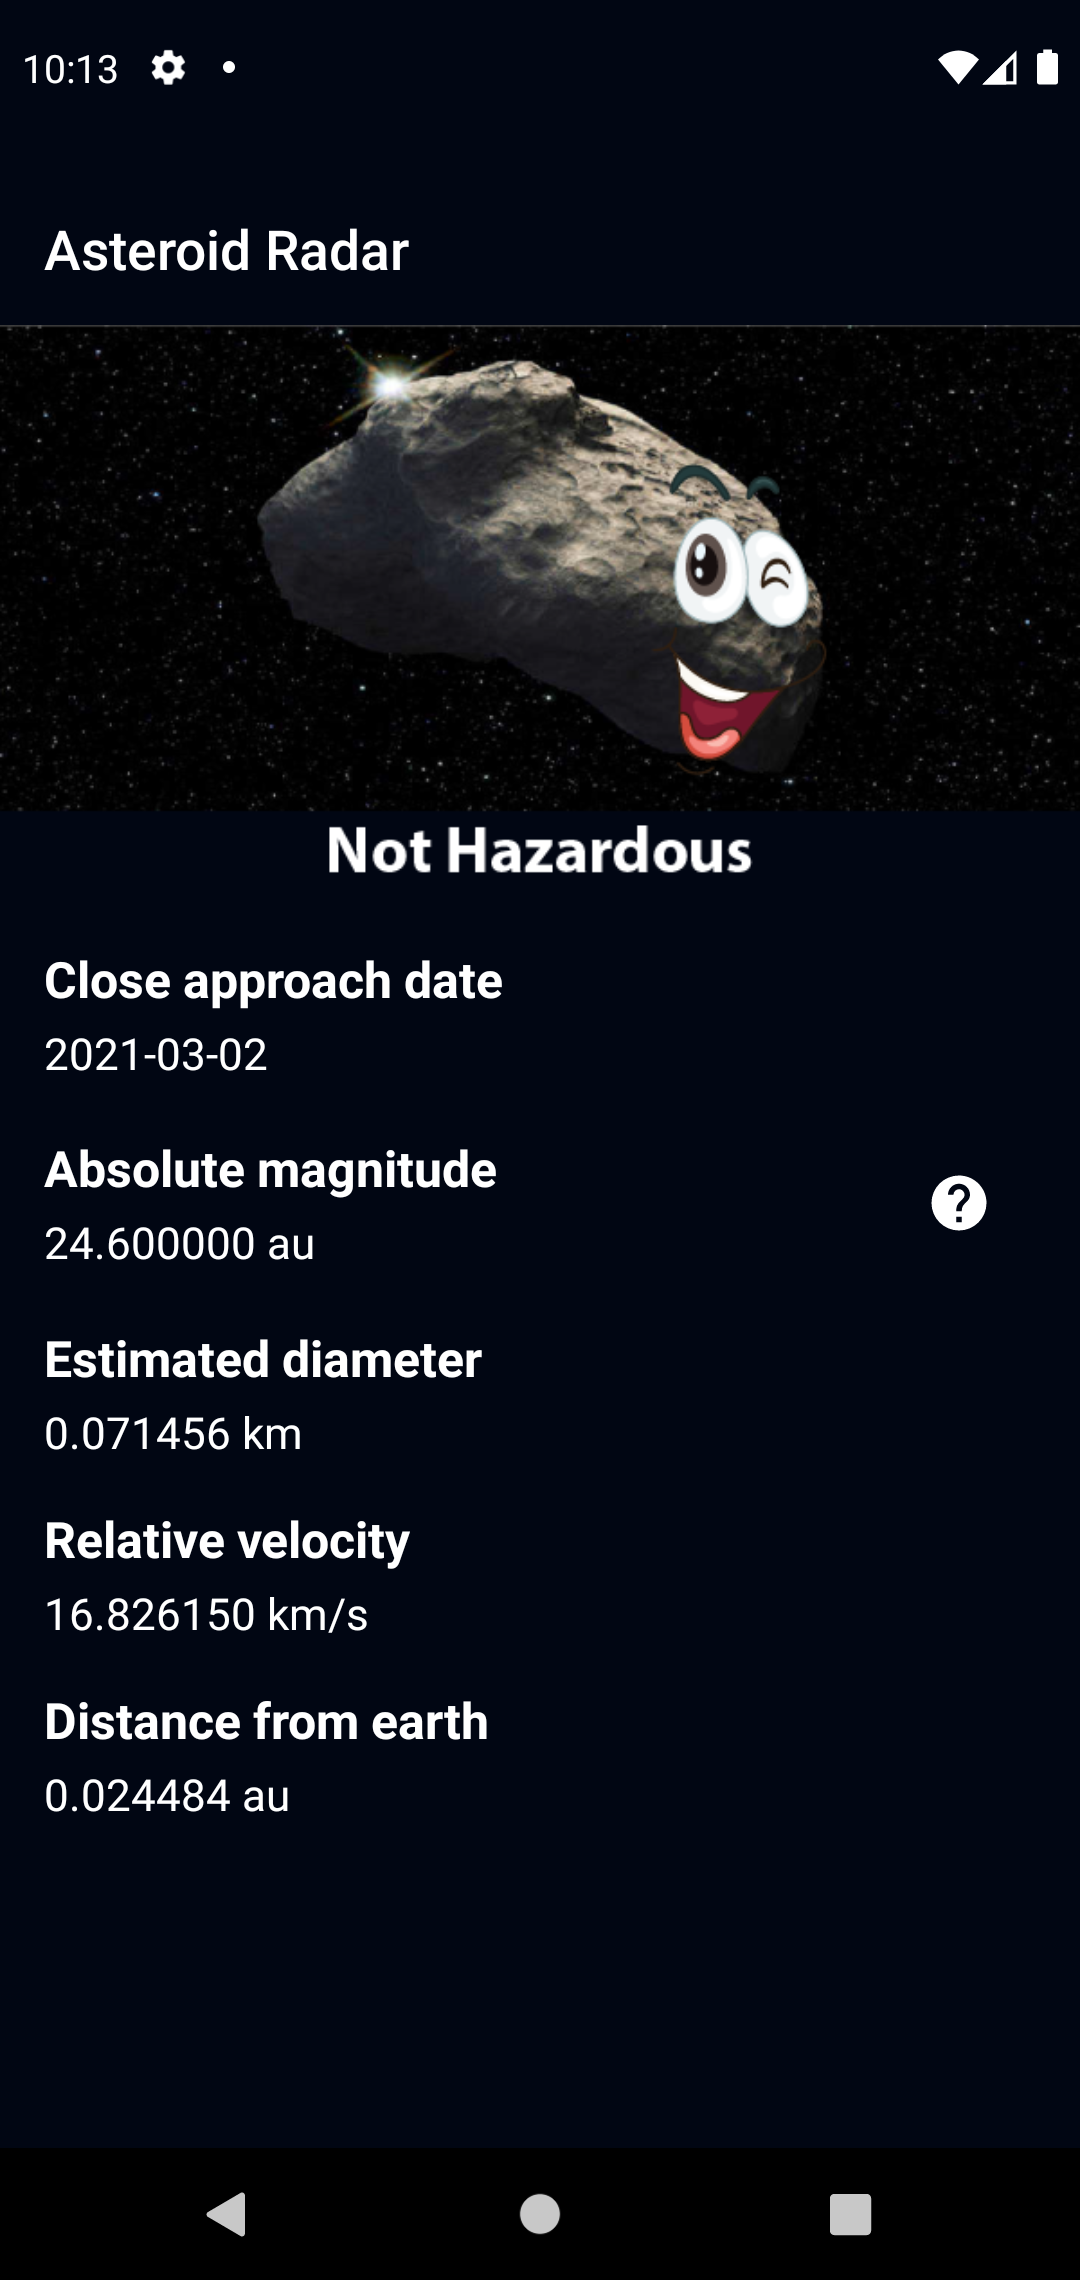 10:13
Asteroid Radar
Not Hazardous
Close approach date
2021-03-02
Absolute magnitude
24.600000 au
Estimated diameter
0.071456 km
Relative velocity
16.826150 km/s
Distance from earth
0.024484 au